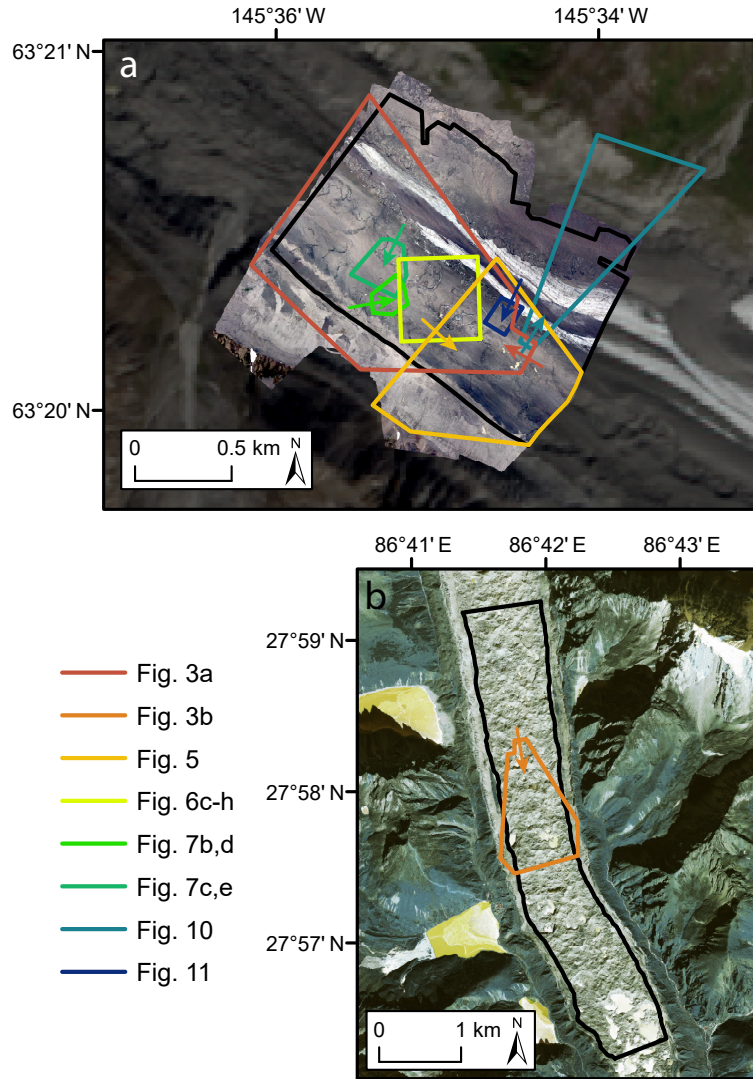 145°36' W
145°34' W
63°21' N
a
63°20' N
0
0.5 km
N
86°41' E
86°42' E
86°43' E
b
27°59' N
27°58' N
27°57' N
Fig. 3a
Fig. 3b
Fig. 5
Fig. 6c-h
Fig. 7b,d
Fig. 7c,e
Fig. 10
Fig. 11
0
1 km
N